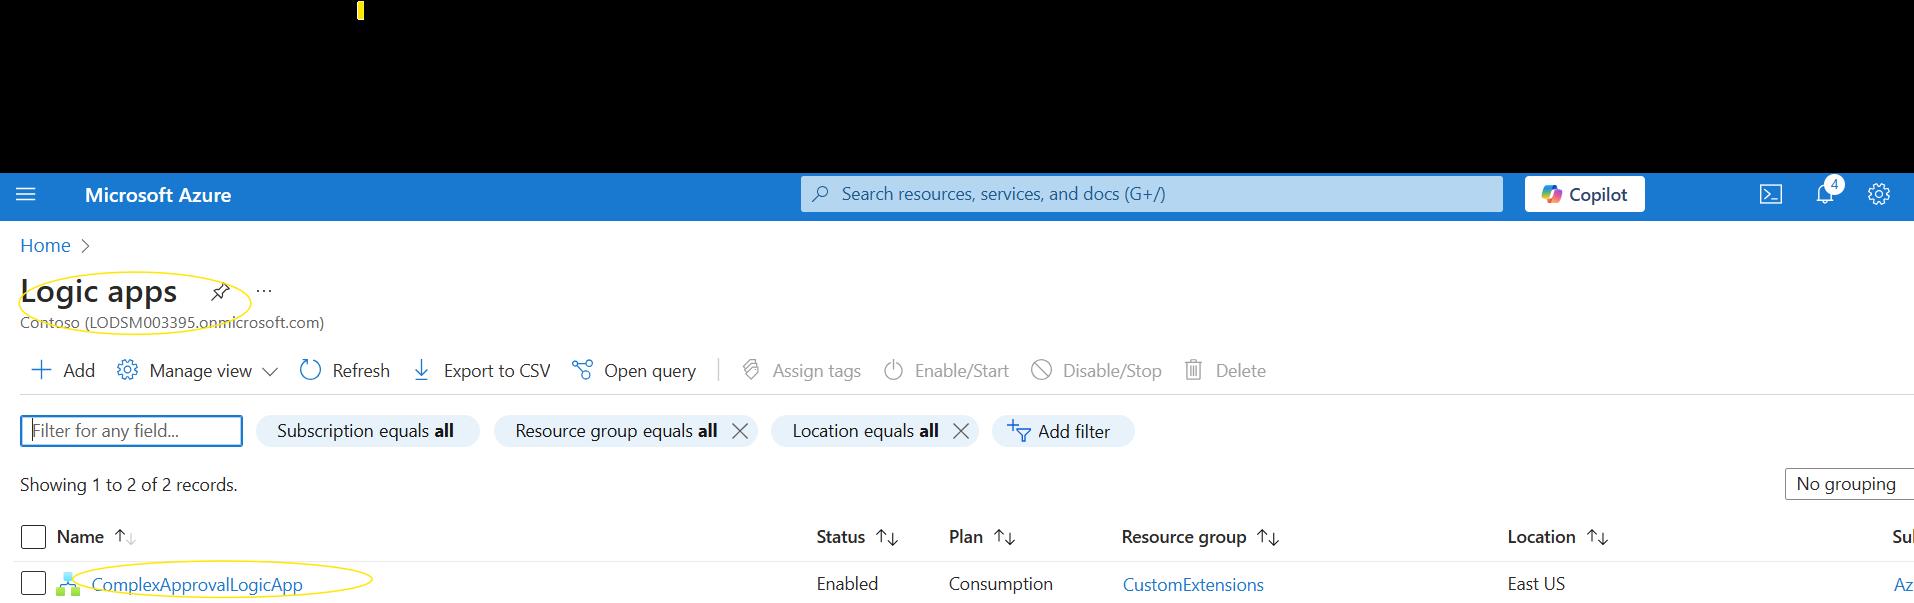 Microsoft Azure
Search resources, services, and docs (G+/)
Copilot
4
Home
Logic apps
...
Contoso (LODSM003395.onmicrosoft.com)
Add Manage view Refresh Export to CSV Open query Assign tags Enable/Start Disable/Stop Delete
Filter for any field...
Subscription equals all Resource group equals all Location equals all Add filter
Showing 1 to 2 of 2 records.
No grouping
Name Status Plan Resource group Location
ComplexApprovalLogicApp Enabled Consumption CustomExtensions East US